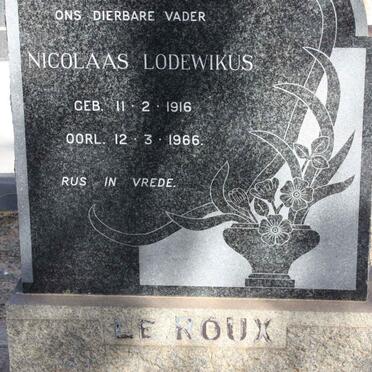 ONS DIERBARE VADER
NICOLAAS LODEWIKUS
GEB. 11 · 2 · 1916
OORL. 12 · 3 · 1966.
RUS IN VREDE.
LE ROUX